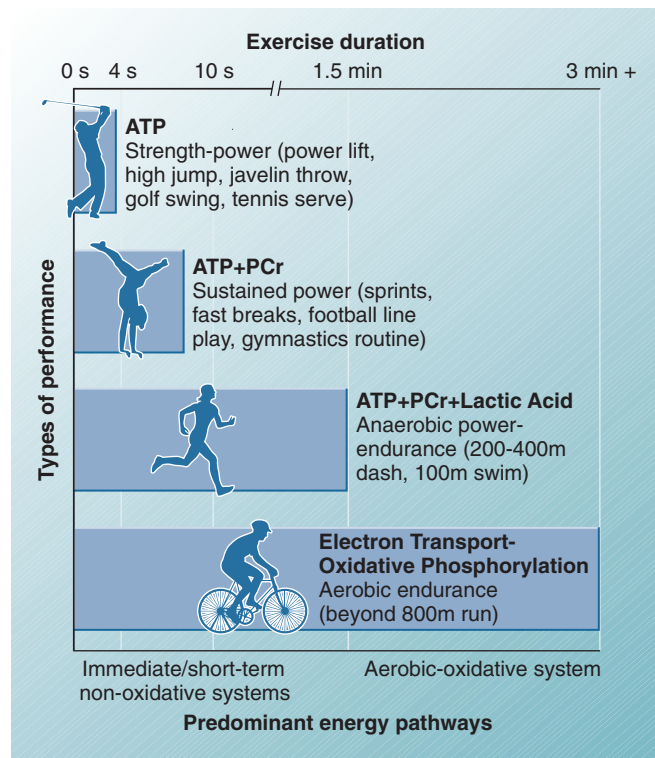 Exercise duration
0 s 4 s 10 s 1.5 min 3 min +
ATP
Strength-power (power lift,
high jump, javelin throw,
golf swing, tennis serve)
ATP+PCr
Sustained power (sprints,
fast breaks, football line
play, gymnastics routine)
ATP+PCr+Lactic Acid
Anaerobic power-
endurance (200-400m
dash, 100m swim)
Electron Transport-
Oxidative Phosphorylation
Aerobic endurance
(beyond 800m run)
Types of performance
Immediate/short-term
non-oxidative systems
Aerobic-oxidative system
Predominant energy pathways